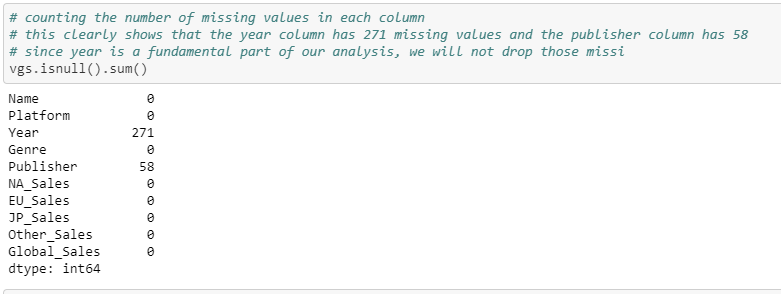 # counting the number of missing values in each column
# this clearly shows that the year column has 271 missing values and the publisher column has 58
# since year is a fundamental part of our analysis, we will not drop those missi
vgs.isnull().sum()
Name 0
Platform 0
Year 271
Genre 0
Publisher 58
NA_Sales 0
EU_Sales 0
JP_Sales 0
Other_Sales 0
Global_Sales 0
dtype: int64